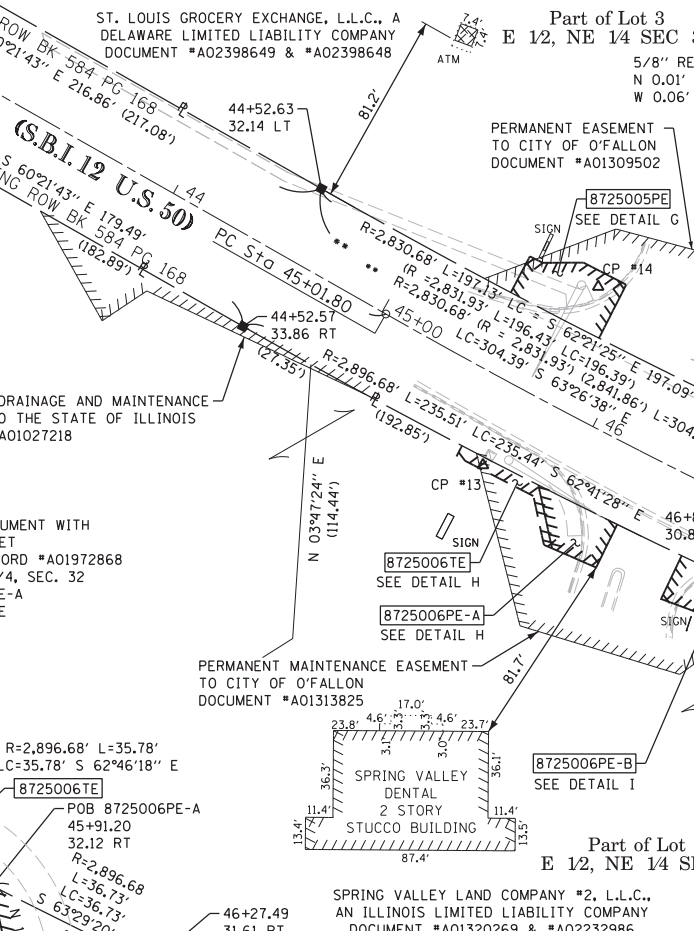 ST. LOUIS GROCERY EXCHANGE, L.L.C., A
DELAWARE LIMITED LIABILITY COMPANY
DOCUMENT #A02398649 & #A02398648
7.4'
7.4'
ATM
Part of Lot 3
E 1/2, NE 1/4 SEC 3
5/8" RE
N 0.01'
W 0.06'
ROW BK 584 PG 168
0°21'43" E 216.86' (217.08')
44+52.63
32.14 LT
81.2'
PERMANENT EASEMENT
TO CITY OF O'FALLON
DOCUMENT #A01309502
8725005PE
SEE DETAIL G
SIGN
CP #14
(S.B.I. 12 U.S. 50)
44
S 60°21'43" E 179.49'
NG ROW BK 584 PG 168
(182.89')
PC Sta 45+01.80
** **
R=2,830.68' L=197.13' LC = S 62°21'25" E 197.09'
(R =2,831.93' L=196.43' LC=196.39')
R=2,830.68' (R = 2,831.93') (2,841.86') L=304.
LC=304.39' S 63°26'38" E
45+00
46
44+52.57
33.86 RT
(27.35')
R=2,896.68' L=235.51' LC=235.44' S 62°41'28" E
(192.85')
DRAINAGE AND MAINTENANCE
O THE STATE OF ILLINOIS
A01027218
N 03°47'24" E
(114.44')
CP #13
SIGN
46+8
30.8
8725006TE
SEE DETAIL H
8725006PE-A
SEE DETAIL H
SIGN
UMENT WITH
ET
ORD #A01972868
/4, SEC. 32
E-A
E
PERMANENT MAINTENANCE EASEMENT
TO CITY OF O'FALLON
DOCUMENT #A01313825
81.7'
17.0'
23.8' 4.6' 3.3' 3.3' 4.6' 23.7'
3.1' 3.0'
36.3' 36.1'
SPRING VALLEY
DENTAL
2 STORY
STUCCO BUILDING
11.4' 11.4'
13.4' 13.5'
87.4'
8725006PE-B
SEE DETAIL I
R=2,896.68' L=35.78'
LC=35.78' S 62°46'18" E
8725006TE
POB 8725006PE-A
45+91.20
32.12 RT
R=2,896.68
L=36.73'
LC=36.73'
S 63°29'20"
46+27.49
31.61 RT
Part of Lot
E 1/2, NE 1/4 SE
SPRING VALLEY LAND COMPANY #2, L.L.C.,
AN ILLINOIS LIMITED LIABILITY COMPANY
DOCUMENT #A01320269 & #A02232986